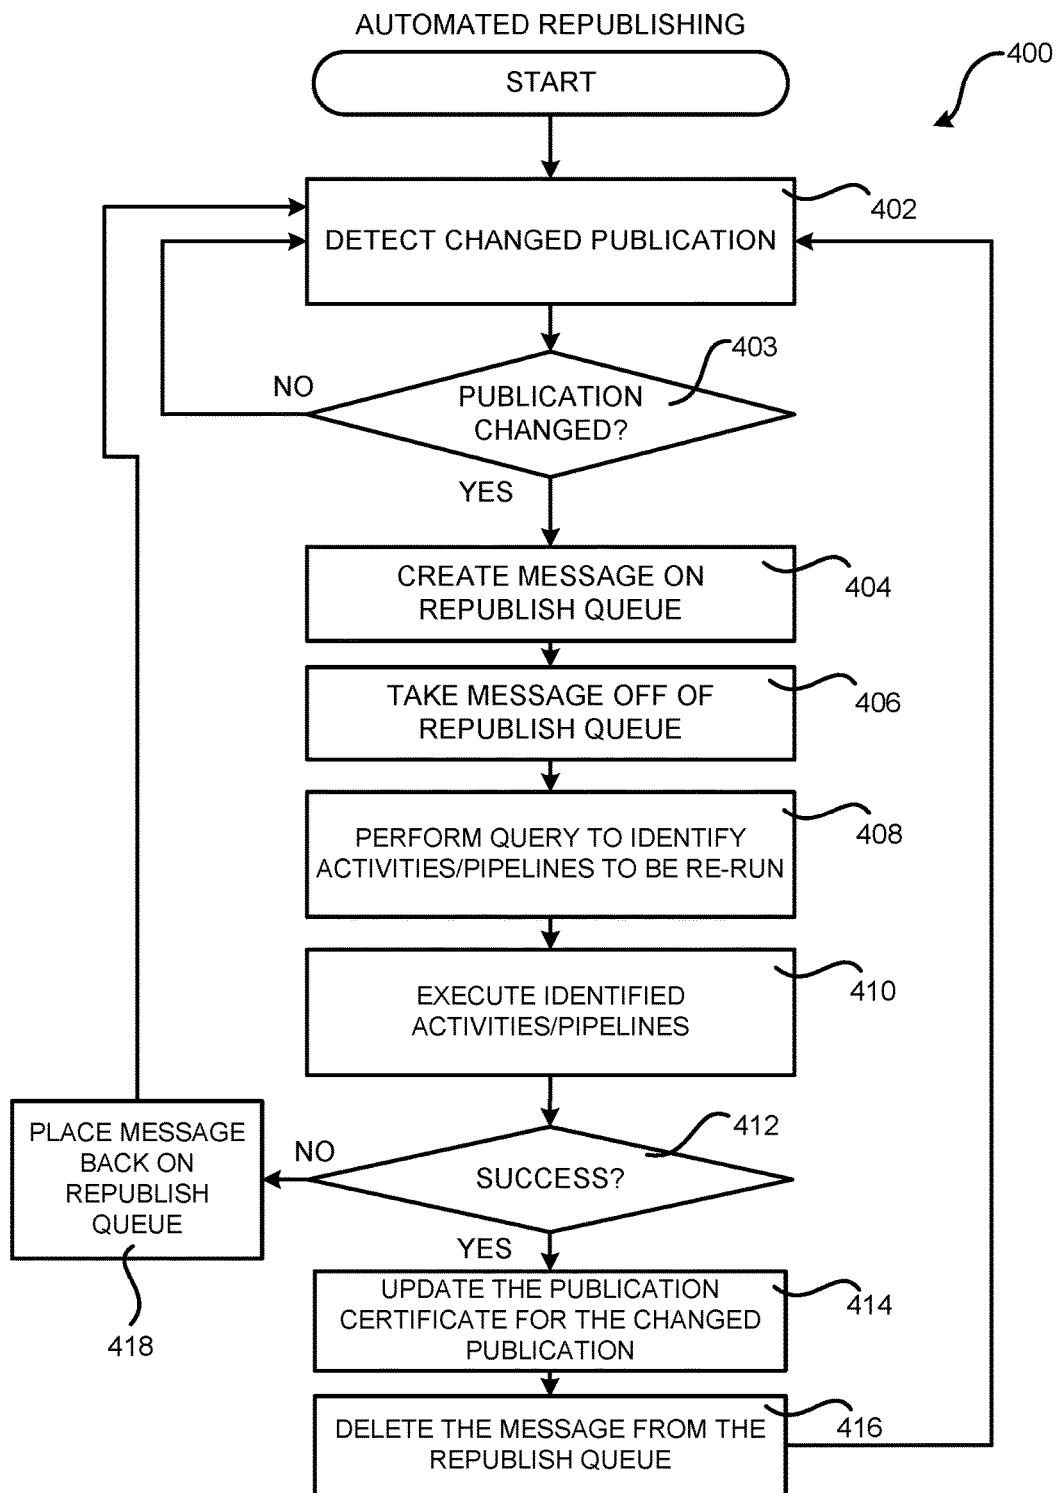 AUTOMATED REPUBLISHING
START
400
402
DETECT CHANGED PUBLICATION
403
NO
PUBLICATION
CHANGED?
YES
CREATE MESSAGE ON
REPUBLISH QUEUE
404
TAKE MESSAGE OFF OF
REPUBLISH QUEUE
406
PERFORM QUERY TO IDENTIFY
ACTIVITIES/PIPELINES TO BE RE-RUN
408
EXECUTE IDENTIFIED
ACTIVITIES/PIPELINES
410
412
SUCCESS?
NO
PLACE MESSAGE
BACK ON
REPUBLISH
QUEUE
418
YES
UPDATE THE PUBLICATION
CERTIFICATE FOR THE CHANGED
PUBLICATION
414
DELETE THE MESSAGE FROM THE
REPUBLISH QUEUE
416